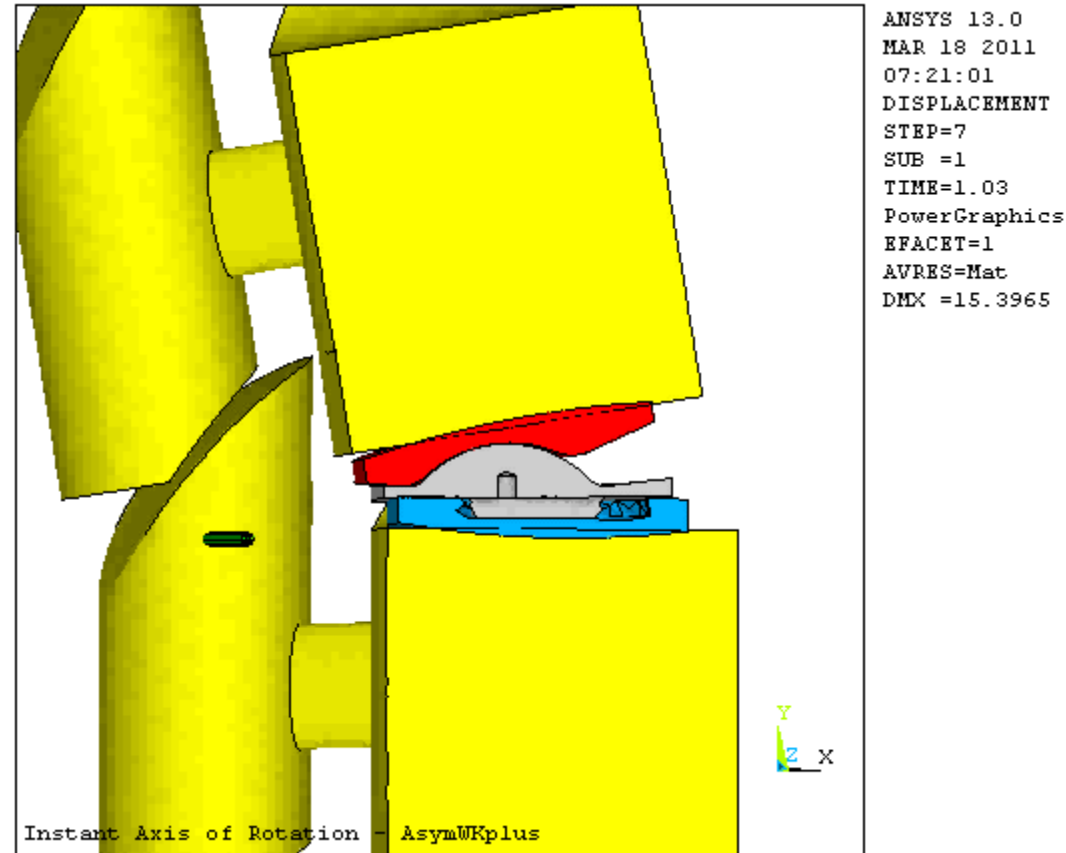 ANSYS 13.0
MAR 18 2011
07:21:01
DISPLACEMENT
STEP=7
SUB =1
TIME=1.03
PowerGraphics
EFACET=1
AVRES=Mat
DMX =15.3965
Y
Z X
Instant Axis of Rotation - AsymWKplus